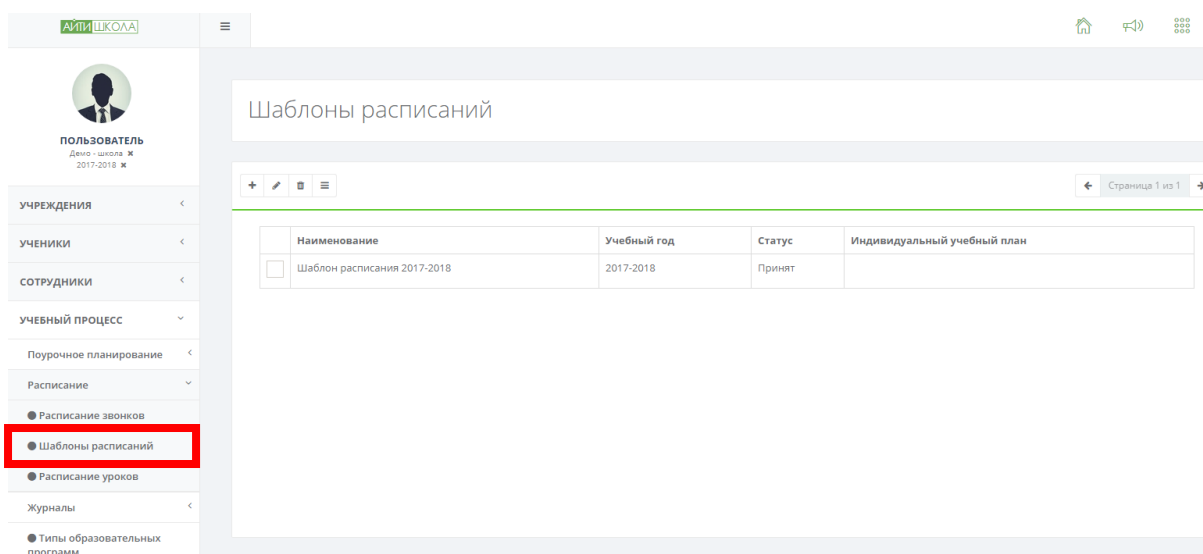 АЙТИ ШКОЛА
ПОЛЬЗОВАТЕЛЬ
Демо - школа ✖
2017-2018 ✖
УЧРЕЖДЕНИЯ
УЧЕНИКИ
СОТРУДНИКИ
УЧЕБНЫЙ ПРОЦЕСС
Поурочное планирование
Расписание
Расписание звонков
Шаблоны расписаний
Расписание уроков
Журналы
Типы образовательных
программ
Шаблоны расписаний
Страница 1 из 1
Наименование Учебный год Статус Индивидуальный учебный план
Шаблон расписания 2017-2018 2017-2018 Принят